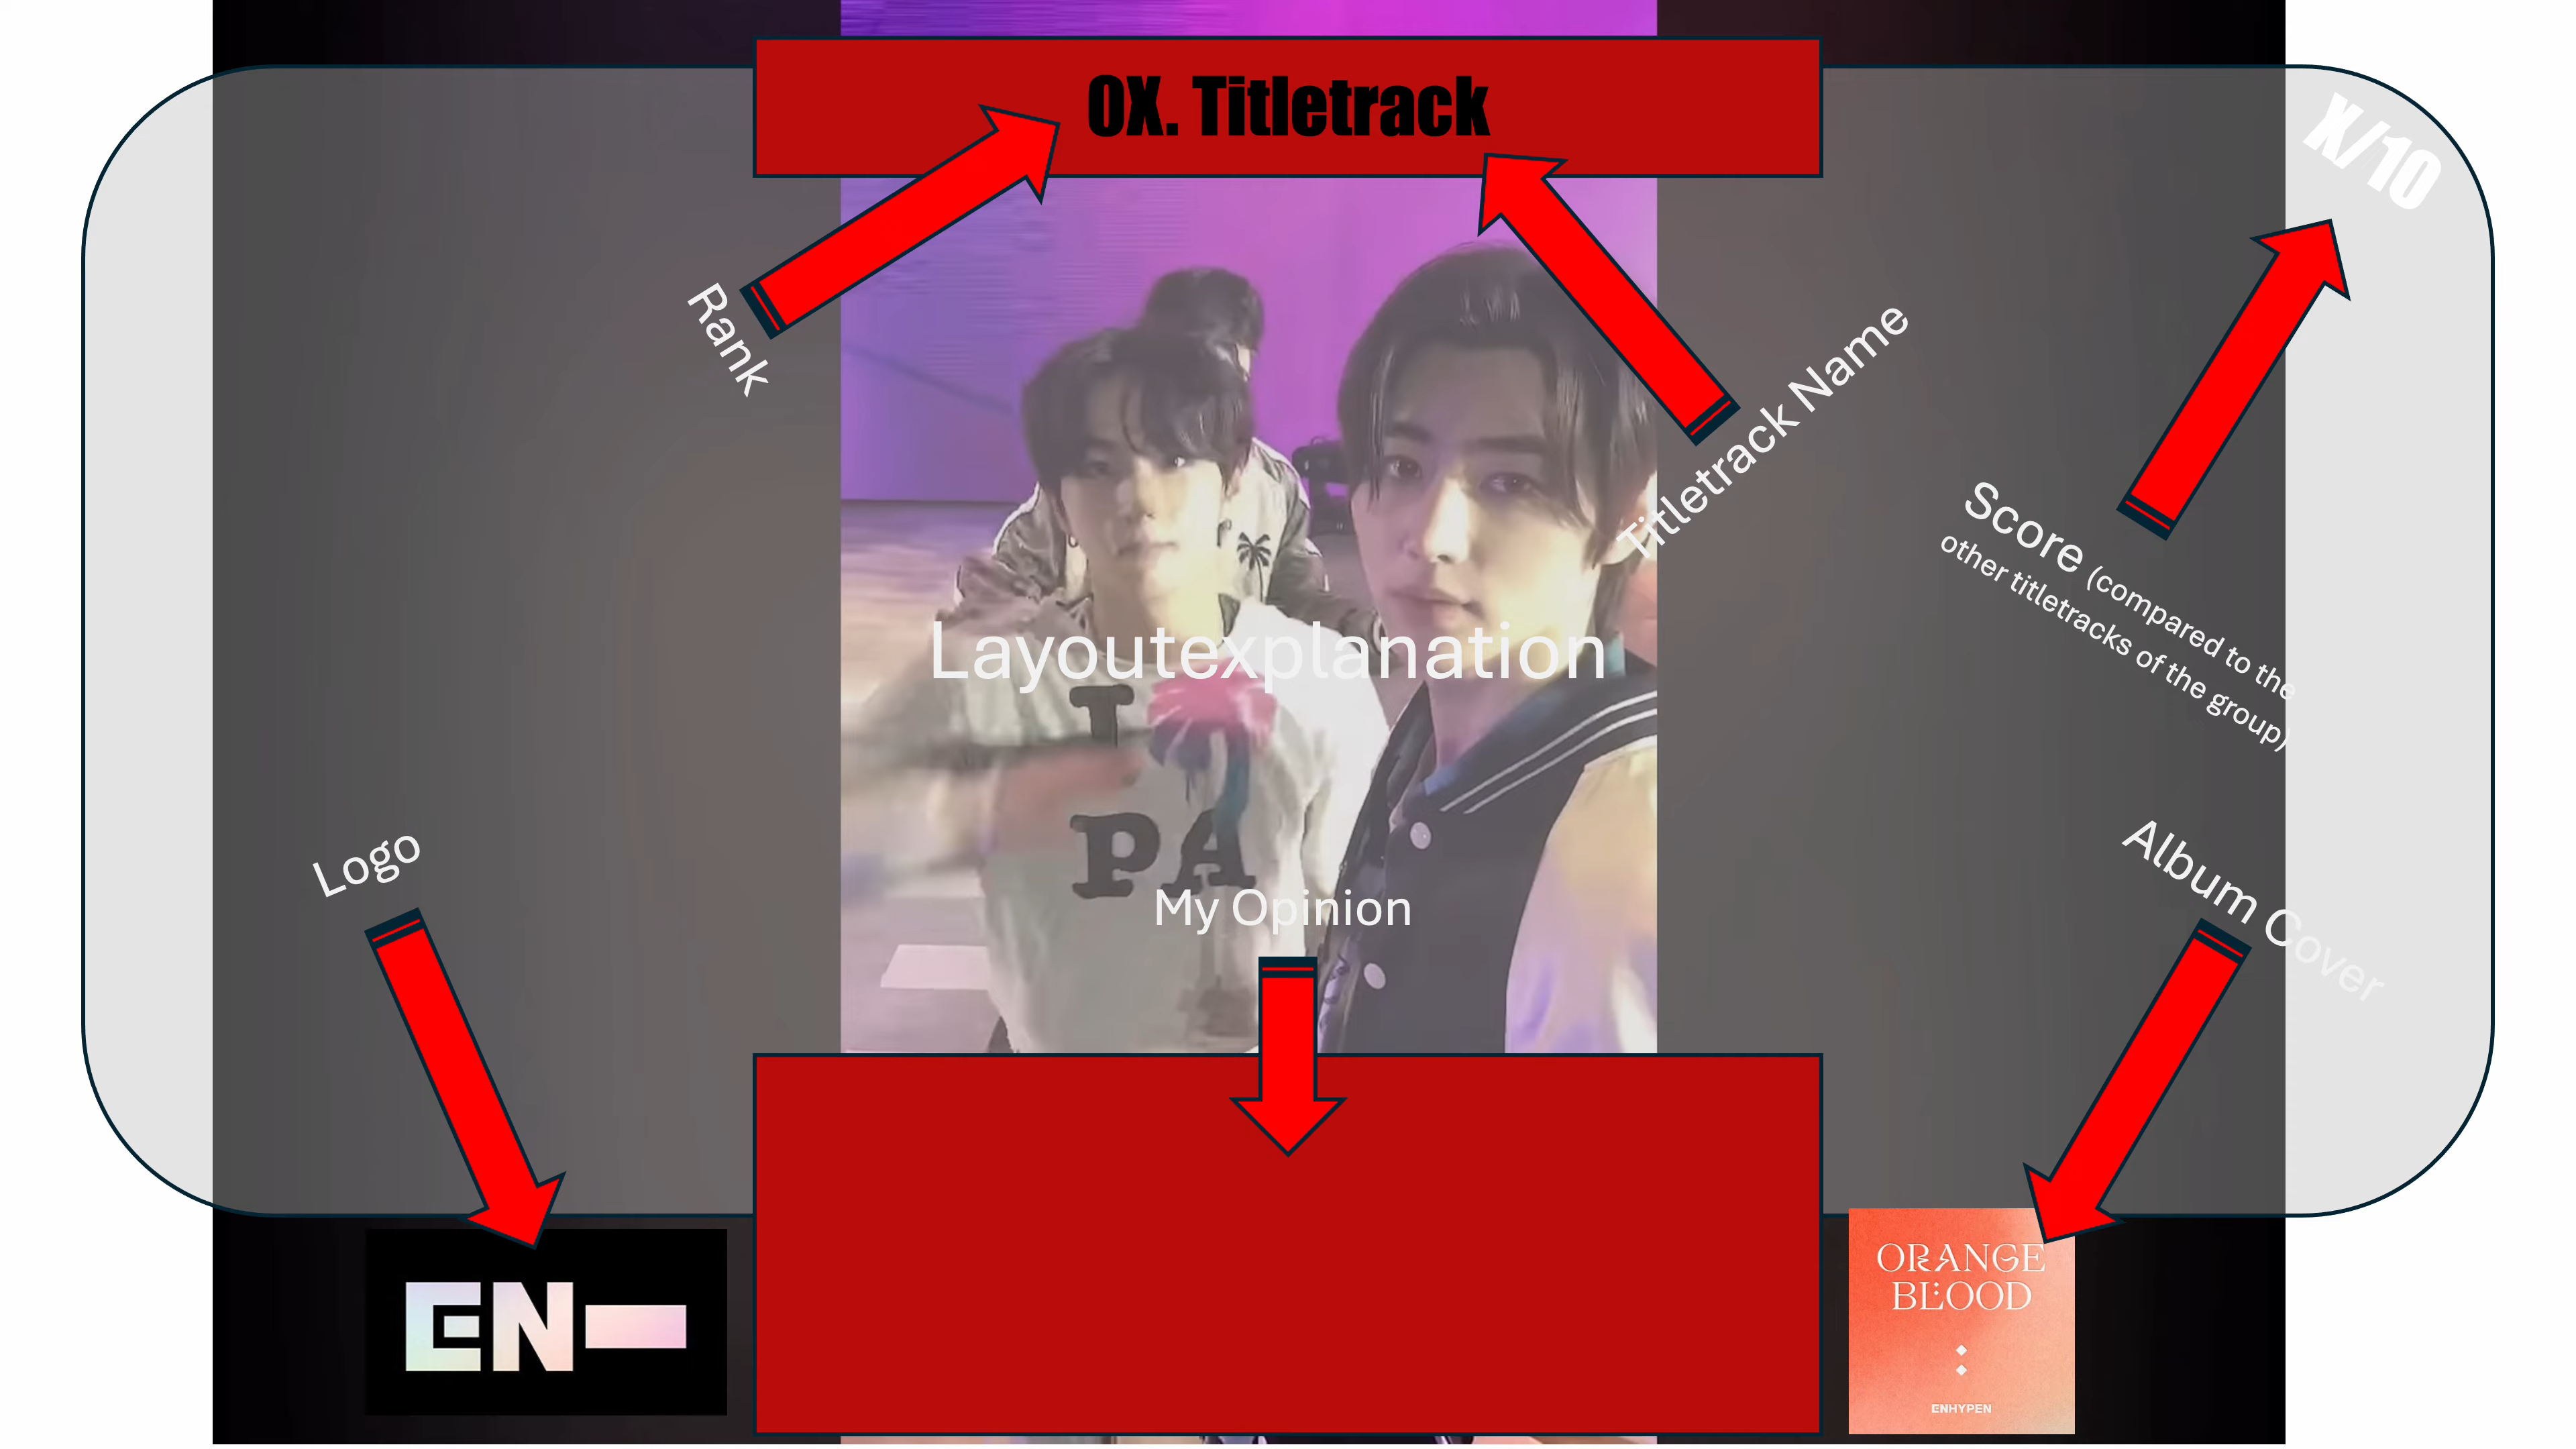 0X. Titletrack
X/10
Rank
Titletrack Name
Score (compared to the
other titletracks of the group)
Layoutexplanation
I
PA
Logo
My Opinion
Album Cover
EN
ORANGE
BLOOD
ENHYPEN